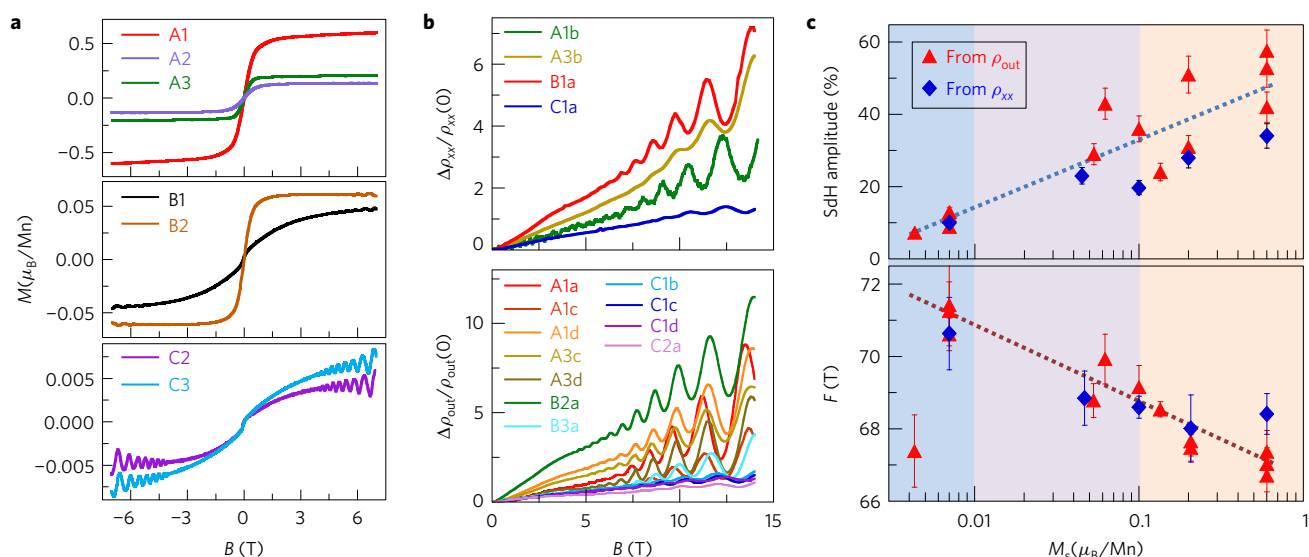 a
A1
A2
A3
0.5
0.0
−0.5
B1
B2
0.05
0.00
−0.05
M(μB/Mn)
C2
C3
0.005
0.000
−0.005
−6 −3 0 3 6
B (T)
b
A1b
A3b
B1a
C1a
8
6
4
2
0
Δρxx/ρxx(0)
A1a C1b
A1c C1c
A1d C1d
A3c C2a
A3d
B2a
B3a
10
5
0
Δρout/ρout(0)
0 5 10 15
B (T)
c
From ρout
From ρxx
60
40
20
0
SdH amplitude (%)
72
70
68
66
F (T)
0.01 0.1 1
Ms(μB/Mn)